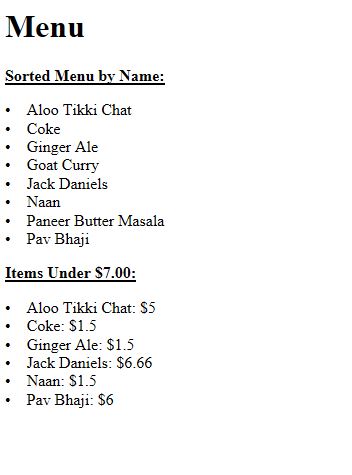 Menu
Sorted Menu by Name:
• Aloo Tikki Chat
• Coke
• Ginger Ale
• Goat Curry
• Jack Daniels
• Naan
• Paneer Butter Masala
• Pav Bhaji
Items Under $7.00:
• Aloo Tikki Chat: $5
• Coke: $1.5
• Ginger Ale: $1.5
• Jack Daniels: $6.66
• Naan: $1.5
• Pav Bhaji: $6